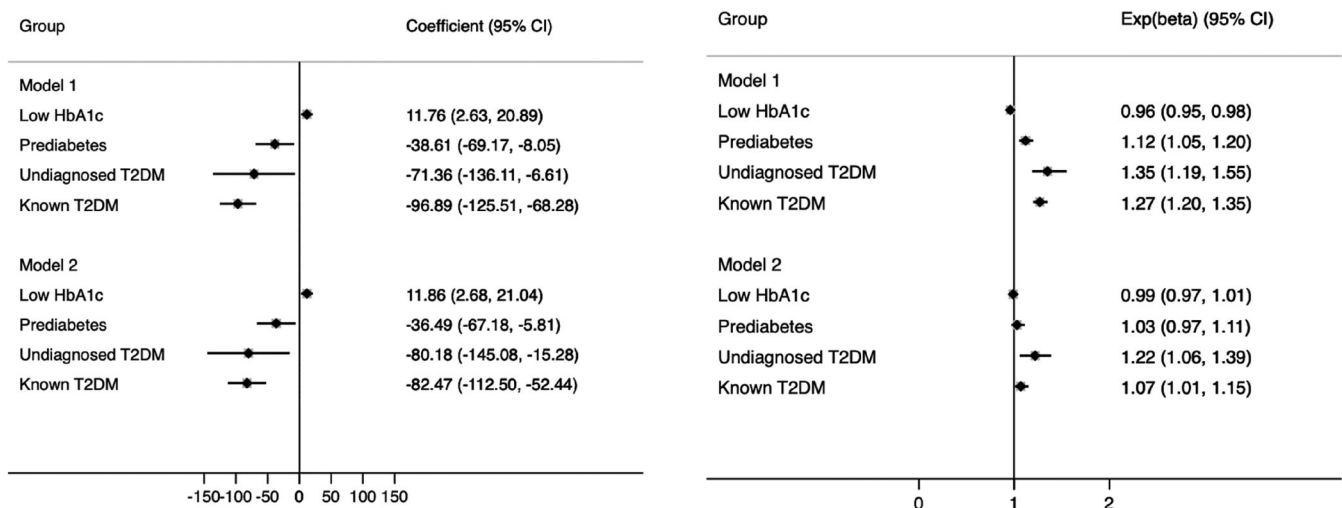 Group Coefficient (95% CI)
Model 1
Low HbA1c 11.76 (2.63, 20.89)
Prediabetes -38.61 (-69.17, -8.05)
Undiagnosed T2DM -71.36 (-136.11, -6.61)
Known T2DM -96.89 (-125.51, -68.28)
Model 2
Low HbA1c 11.86 (2.68, 21.04)
Prediabetes -36.49 (-67.18, -5.81)
Undiagnosed T2DM -80.18 (-145.08, -15.28)
Known T2DM -82.47 (-112.50, -52.44)
-150 -100 -50 0 50 100 150
Group Exp(beta) (95% CI)
Model 1
Low HbA1c 0.96 (0.95, 0.98)
Prediabetes 1.12 (1.05, 1.20)
Undiagnosed T2DM 1.35 (1.19, 1.55)
Known T2DM 1.27 (1.20, 1.35)
Model 2
Low HbA1c 0.99 (0.97, 1.01)
Prediabetes 1.03 (0.97, 1.11)
Undiagnosed T2DM 1.22 (1.06, 1.39)
Known T2DM 1.07 (1.01, 1.15)
0 1 2